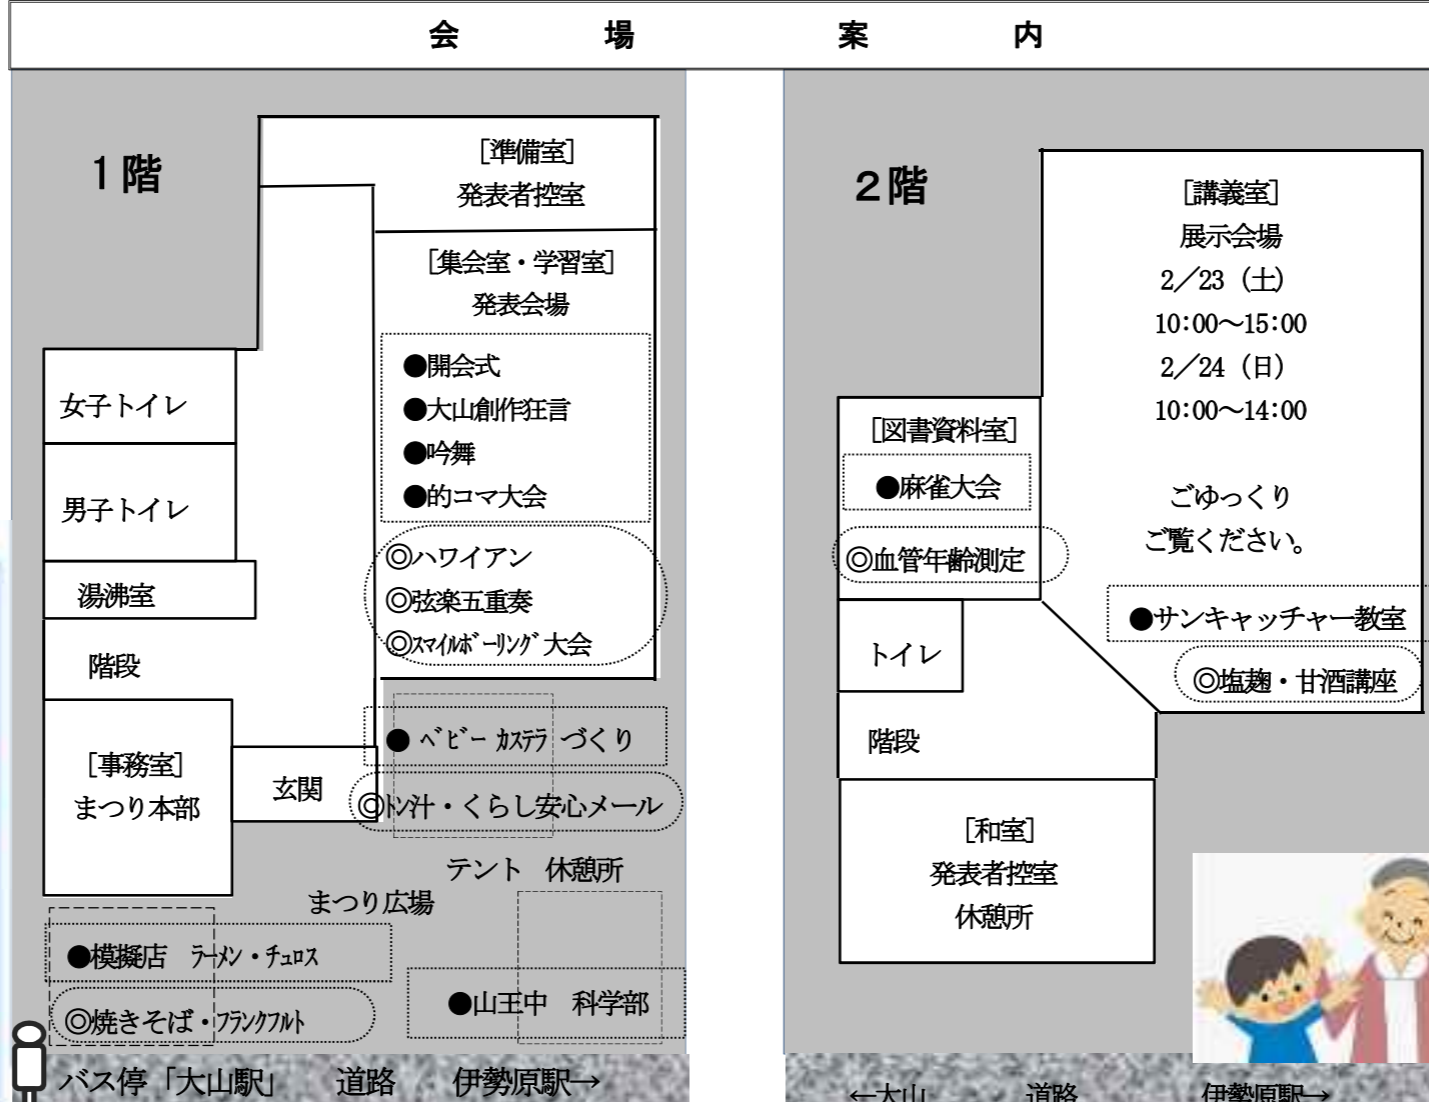 会場案内
1階
[準備室]
発表者控室
[集会室・学習室]
発表会場
●開会式
●大山創作狂言
●吟舞
●的コマ大会
◎ハワイアン
◎弦楽五重奏
◎ｽﾏｲﾙﾎﾞｰﾘﾝｸﾞ大会
女子トイレ
男子トイレ
湯沸室
階段
[事務室]
まつり本部
玄関
● ﾍﾞﾋﾞｰ ｶｽﾃﾗ づくり
◎ﾄﾝ汁・くらし安心メール
テント 休憩所
まつり広場
●模擬店 ﾗｰﾒﾝ・ﾁｭﾛｽ
◎焼きそば・ﾌﾗﾝｸﾌﾙﾄ
●山王中 科学部
バス停「大山駅」 道路 伊勢原駅→
2階
[講義室]
展示会場
2／23（土）
10:00～15:00
2／24（日）
10:00～14:00
ごゆっくり
ご覧ください。
●サンキャッチャー教室
◎塩麹・甘酒講座
[図書資料室]
●麻雀大会
◎血管年齢測定
トイレ
階段
[和室]
発表者控室
休憩所
←大山 道路 伊勢原駅→